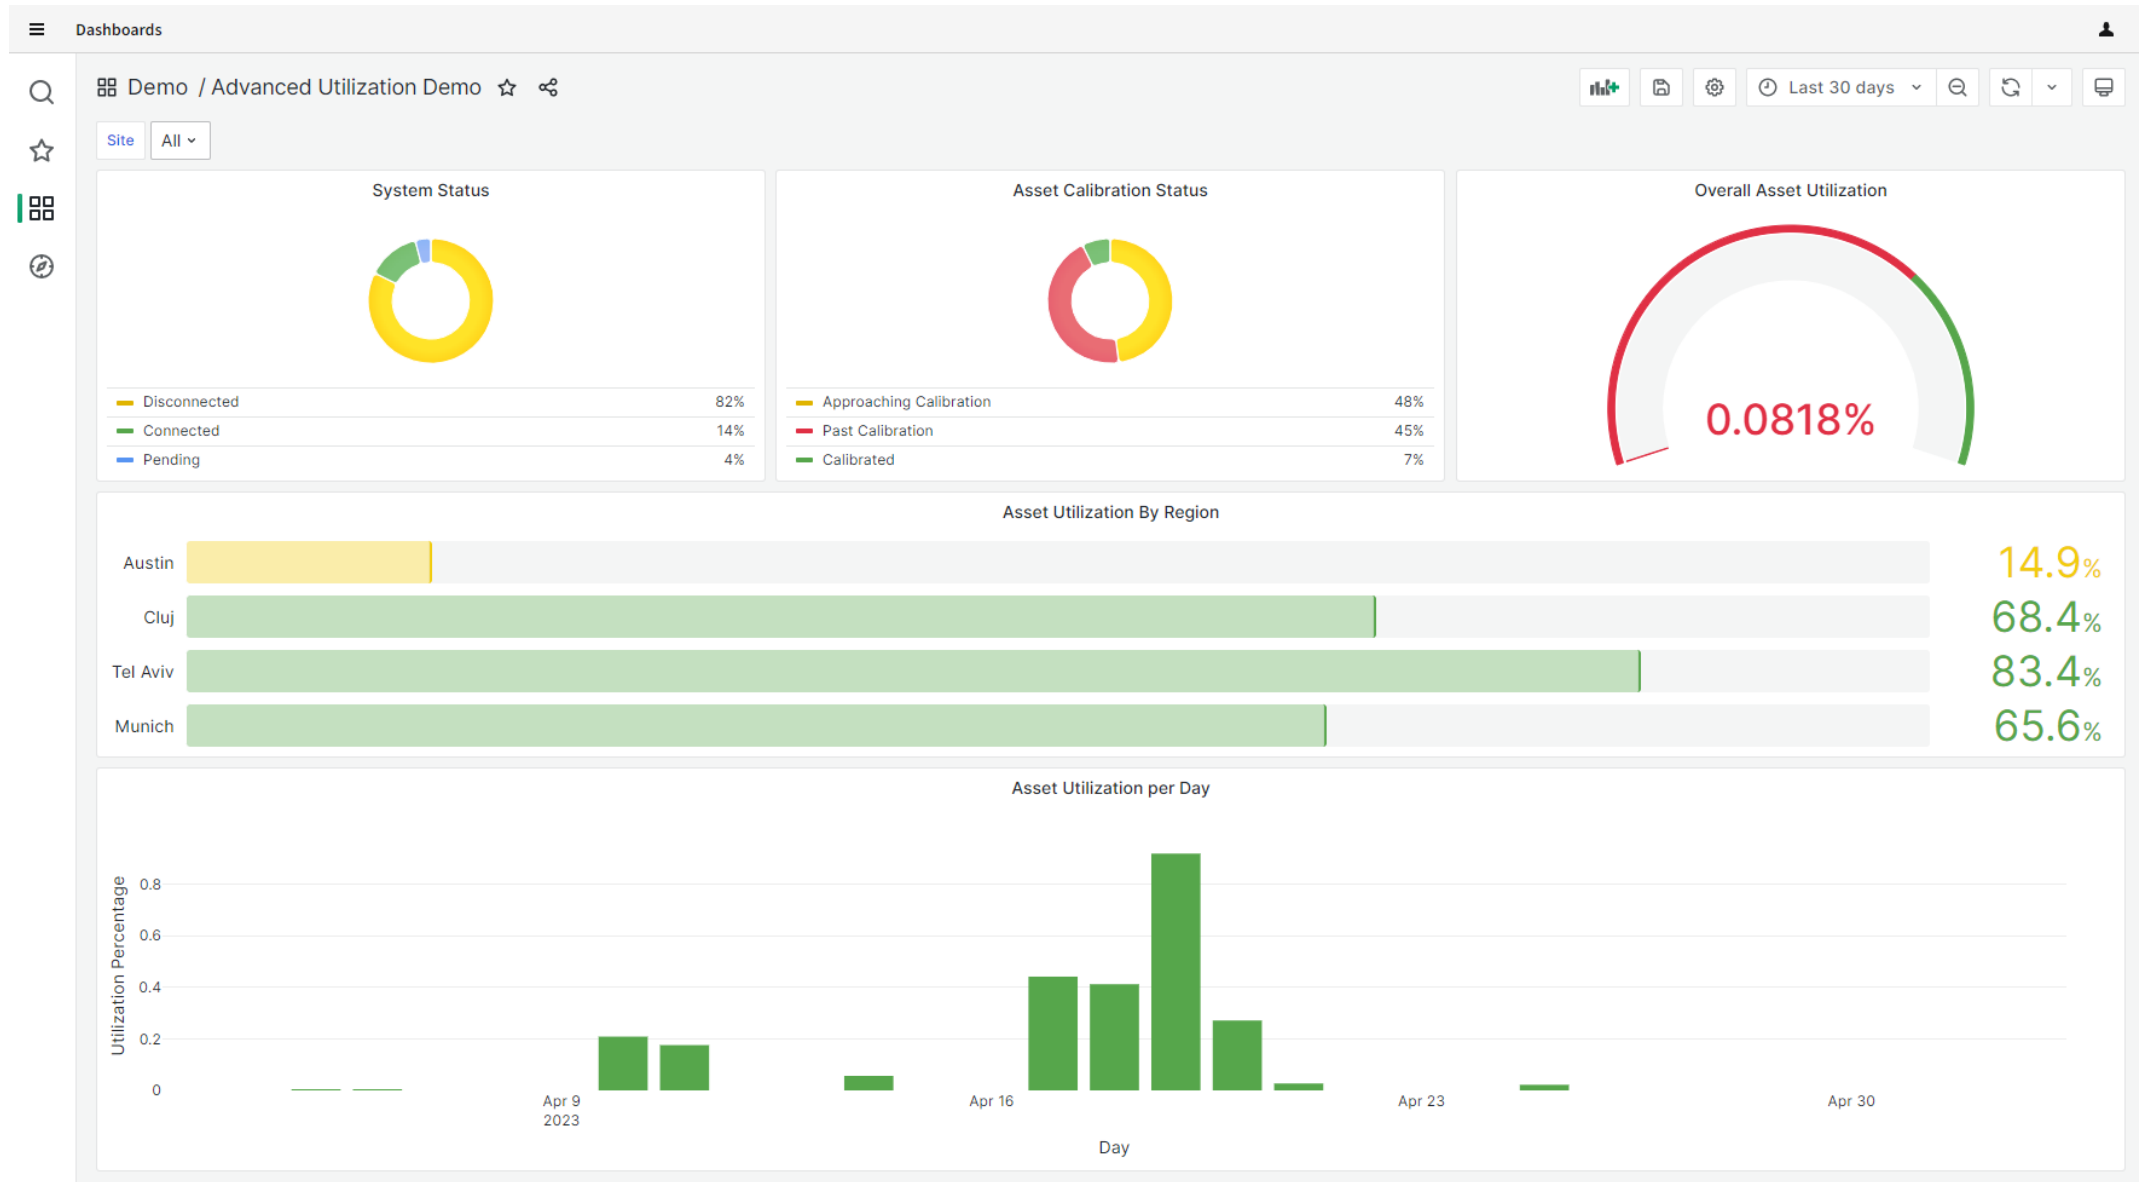 Dashboards
Demo / Advanced Utilization Demo
Last 30 days
Site All
System Status
Disconnected 82%
Connected 14%
Pending 4%
Asset Calibration Status
Approaching Calibration 48%
Past Calibration 45%
Calibrated 7%
Overall Asset Utilization
0.0818%
Asset Utilization By Region
Austin 14.9%
Cluj 68.4%
Tel Aviv 83.4%
Munich 65.6%
Asset Utilization per Day
Utilization Percentage
0.8
0.6
0.4
0.2
0
Apr 9 Apr 16 Apr 23 Apr 30
2023
Day